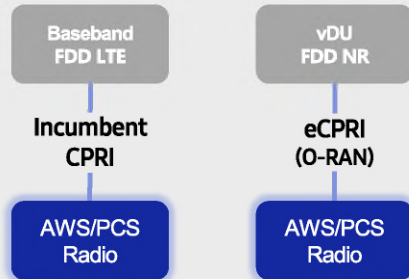 Baseband
FDD LTE
Incumbent
CPRI
AWS/PCS
Radio
vDU
FDD NR
eCPRI
(O-RAN)
AWS/PCS
Radio